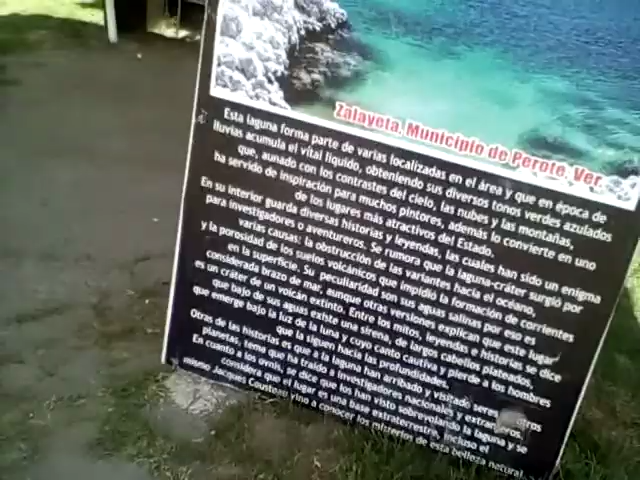 Zalayeta, Municipio de Perote, Ver.
Esta laguna forma parte de varias localizadas en el área y que en época de
lluvias acumula el vital líquido, obteniendo sus diversos tonos verdes azulados
que, aunado con los contrastes del cielo, las nubes y las montañas,
ha servido de inspiración para muchos pintores, además lo convierte en uno
de los lugares más atractivos del Estado.
En su interior guarda diversas historias y leyendas, las cuales han sido un enigma
para investigadores o aventureros. Se rumora que la laguna-cráter surgió por
varias causas: la obstrucción de las variantes hacia el océano,
y la porosidad de los suelos volcánicos que impidió la formación de corrientes
en la superficie. Su peculiaridad son sus aguas salinas por eso es
considerada brazo de mar, aunque otras versiones explican que este lugar
es un cráter de un volcán extinto. Entre los mitos, leyendas e historias se dice
que bajo de sus aguas existe una sirena, de largos cabellos plateados,
que emerge bajo la luz de la luna y cuyo canto cautiva y pierde a los hombres
que la siguen hacia las profundidades.
Otras de las historias es que a la laguna han arribado y visitado seres otros
planetas, tema que ha traído a investigadores nacionales y extranjeros.
En cuanto a los ovnis, se dice que los han visto sobrevolando la laguna y se
considera que el lugar es una base extraterrestre, incluso el
mismo Jacques Cousteau vino a conocer los misterios de esta belleza natural.